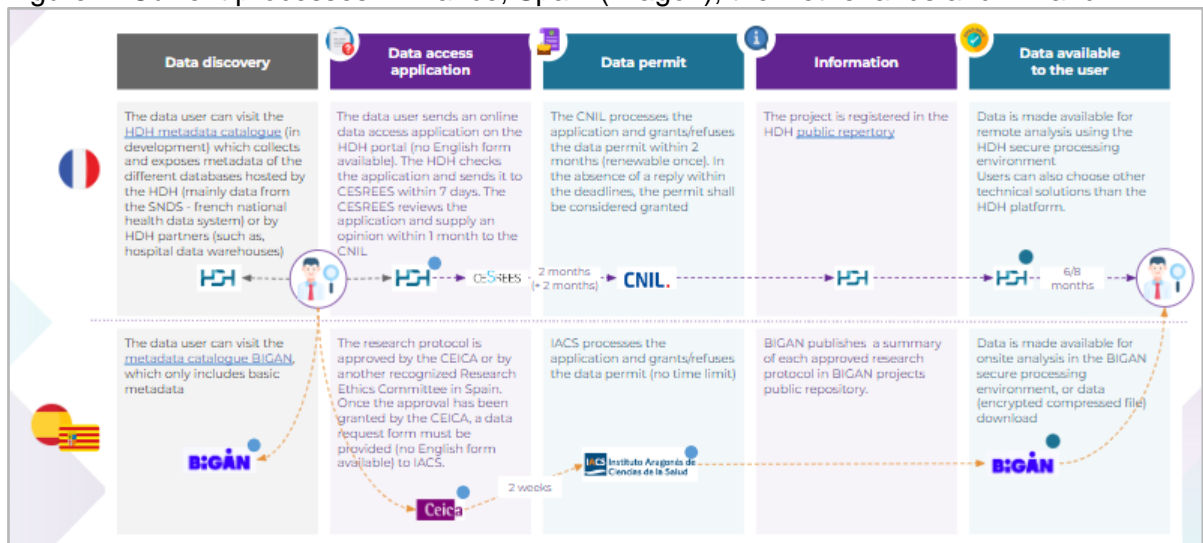 Data discovery
Data access
application
Data permit
Information
Data available
to the user
The data user can visit the
HDH metadata catalogue (in
development) which collects
and exposes metadata of the
different databases hosted by
the HDH (mainly data from
the SNDS - french national
health data system) or by
HDH partners (such as,
hospital data warehouses)
The data user sends an online
data access application on the
HDH portal (no English form
available). The HDH checks
the application and sends it to
CESREES within 7 days. The
CESREES reviews the
application and supply an
opinion within 1 month to the
CNIL
The CNIL processes the
application and grants/refuses
the data permit within 2
months (renewable once). In
the absence of a reply within
the deadlines, the permit shall
be considered granted
The project is registered in the
HDH public repertory
Data is made available for
remote analysis using the
HDH secure processing
environment
Users can also choose other
technical solutions than the
HDH platform.
HDH
HDH
CESREES
2 months
(+ 2 months)
CNIL.
HDH
HDH
6/8
months
The data user can visit the
metadata catalogue BIGAN,
which only includes basic
metadata
The research protocol is
approved by the CEICA or by
another recognized Research
Ethics Committee in Spain.
Once the approval has been
granted by the CEICA, a data
request form must be
provided (no English form
available) to IACS.
IACS processes the
application and grants/refuses
the data permit (no time limit)
BIGAN publishes a summary
of each approved research
protocol in BIGAN projects
public repository.
Data is made available for
onsite analysis in the BIGAN
secure processing
environment, or data
(encrypted compressed file)
download
BIGÁN
Ceica
2 weeks
IACS Instituto Aragonés de
Ciencias de la Salud
BIGÁN